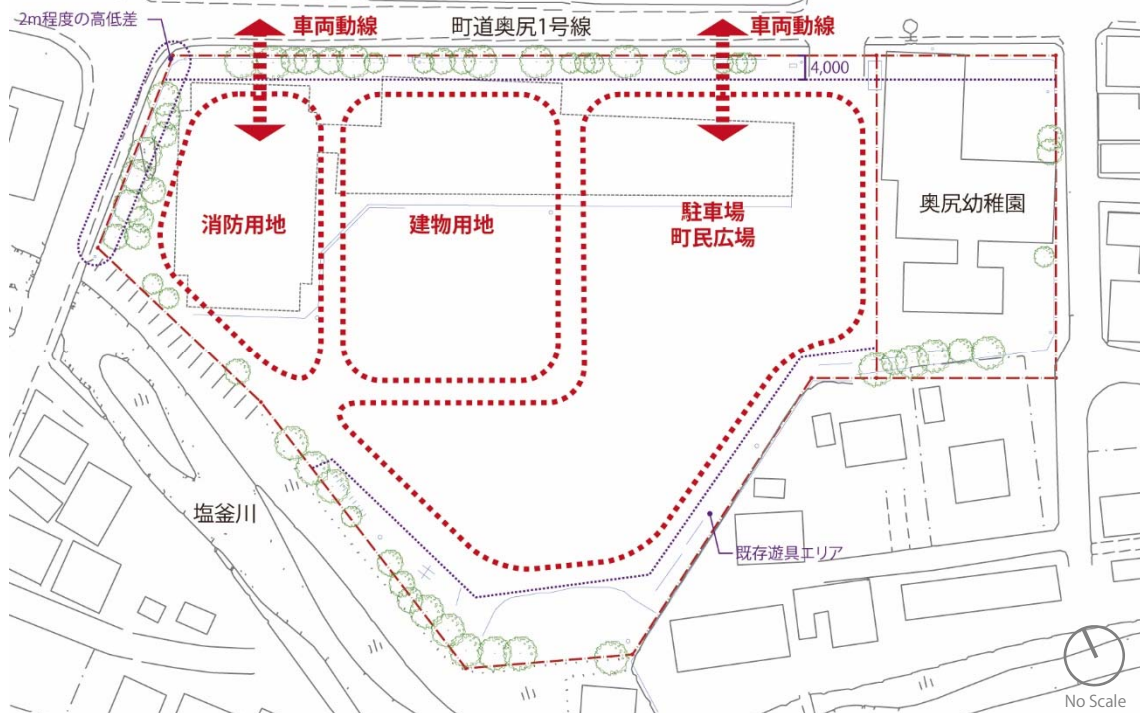 2m程度の高低差
車両動線
町道奥尻1号線
車両動線
4,000
消防用地
建物用地
駐車場
町民広場
奥尻幼稚園
塩釜川
既存遊具エリア
No Scale